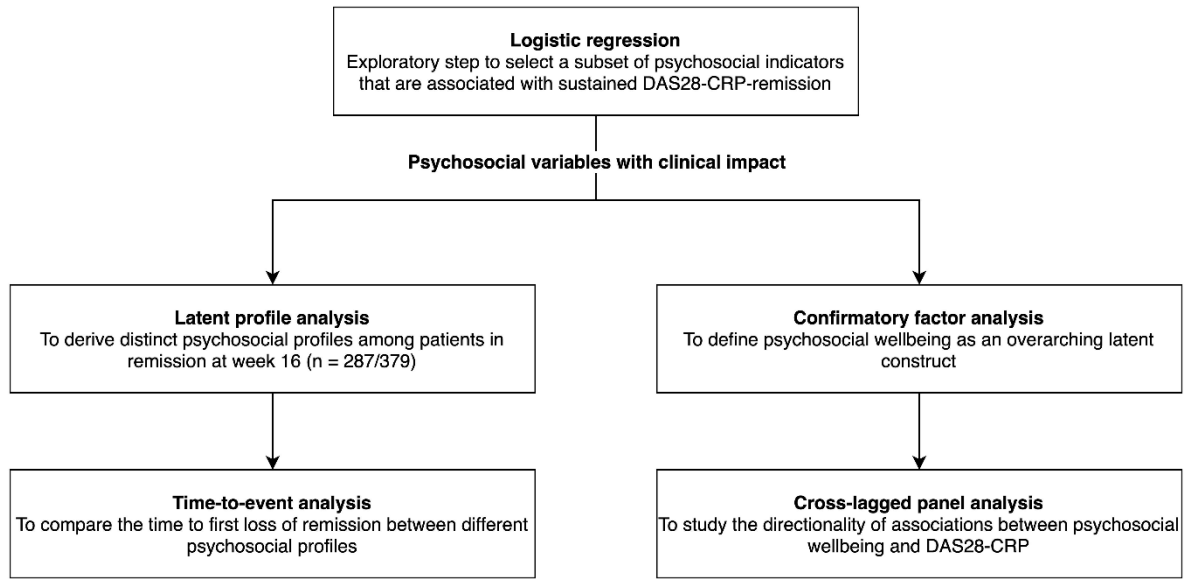 Logistic regression
Exploratory step to select a subset of psychosocial indicators
that are associated with sustained DAS28-CRP-remission
Psychosocial variables with clinical impact
Latent profile analysis
To derive distinct psychosocial profiles among patients in
remission at week 16 (n = 287/379)
Confirmatory factor analysis
To define psychosocial wellbeing as an overarching latent
construct
Time-to-event analysis
To compare the time to first loss of remission between different
psychosocial profiles
Cross-lagged panel analysis
To study the directionality of associations between psychosocial
wellbeing and DAS28-CRP